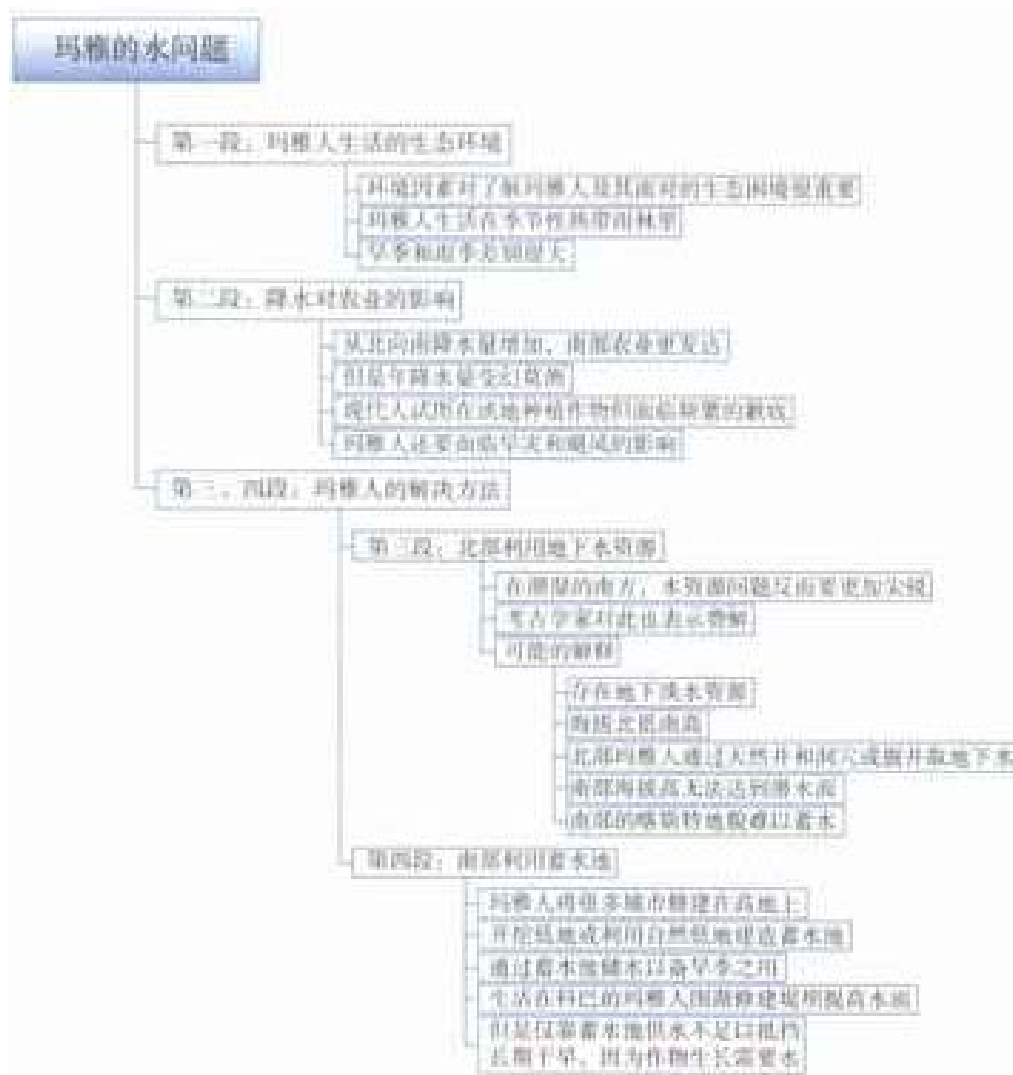 玛雅的水问题
第一段:玛雅人生活的生态环境
环境因素对了解玛雅人及其面对的生态困境很重要
玛雅人生活在季节性热带雨林里
旱季和雨季差别很大
第二段:降水对农业的影响
从北向南降水量增加,南部农业更发达
但是年降水量变幻莫测
现代人试图在该地种植作物但面临频繁的歉收
玛雅人还要面临旱灾和飓风的影响
第三、四段:玛雅人的解决方法
第三段:北部利用地下水资源
在潮湿的南方,水资源问题反而要更加尖锐
考古学家对此也表示费解
可能的解释
存在地下淡水资源
海拔北低南高
北部玛雅人通过天然井和洞穴或掘井取地下水
南部海拔高无法达到潜水面
南部的喀斯特地貌难以蓄水
第四段:南部利用蓄水池
玛雅人将很多城市修建在高地上
开挖低地或利用自然低地建造蓄水池
通过蓄水池储水以备旱季之用
生活在科巴的玛雅人围湖修建堤坝提高水面
但是仅靠蓄水池供水不足以抵挡
长期干旱,因为作物生长需要水